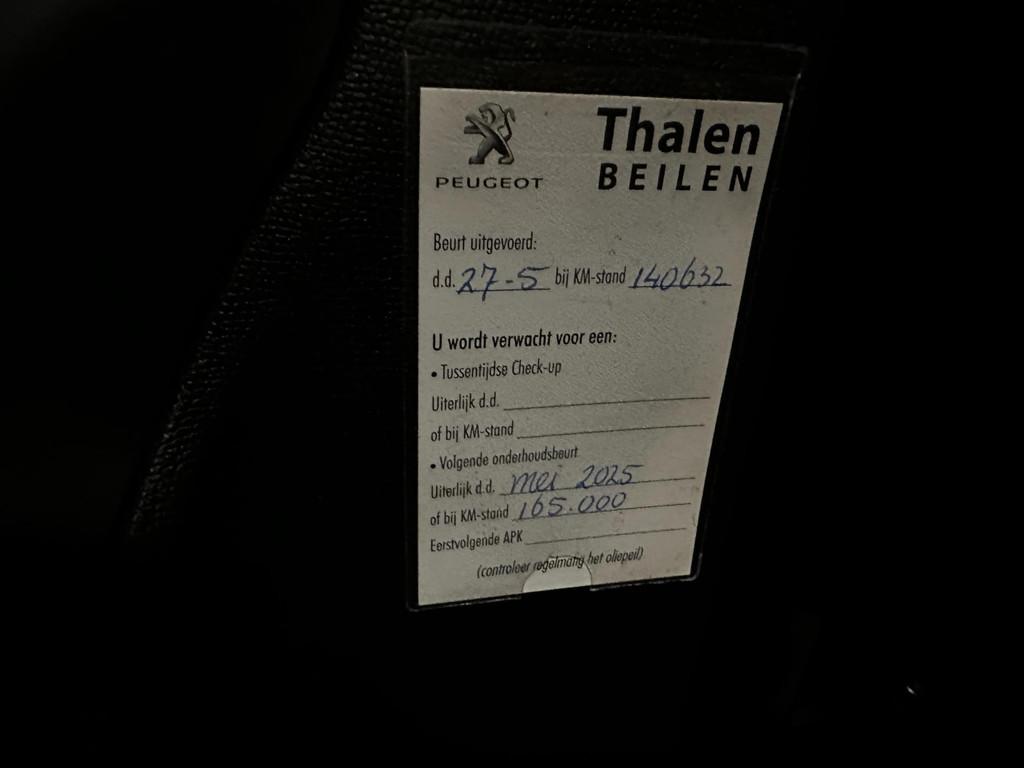 PEUGEOT
Thalen
BEILEN
Beurt uitgevoerd:
d.d. 27-5 bij KM-stand 140632
U wordt verwacht voor een:
• Tussentijdse Check-up
Uiterlijk d.d.
of bij KM-stand
• Volgende onderhoudsbeurt
Uiterlijk d.d. mei 2025
of bij KM-stand 165.000
Eerstvolgende APK
(controleer regelmatig het oliepeil)